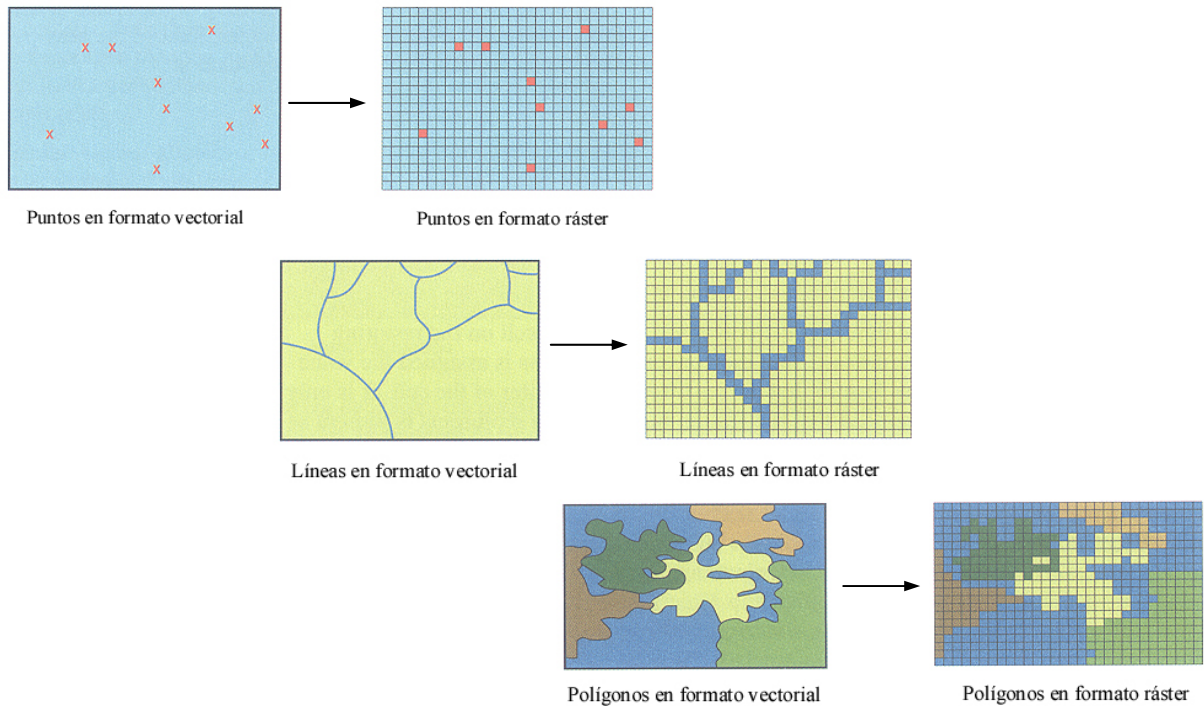 Puntos en formato vectorial
Puntos en formato ráster
Líneas en formato vectorial
Líneas en formato ráster
Polígonos en formato vectorial
Polígonos en formato ráster